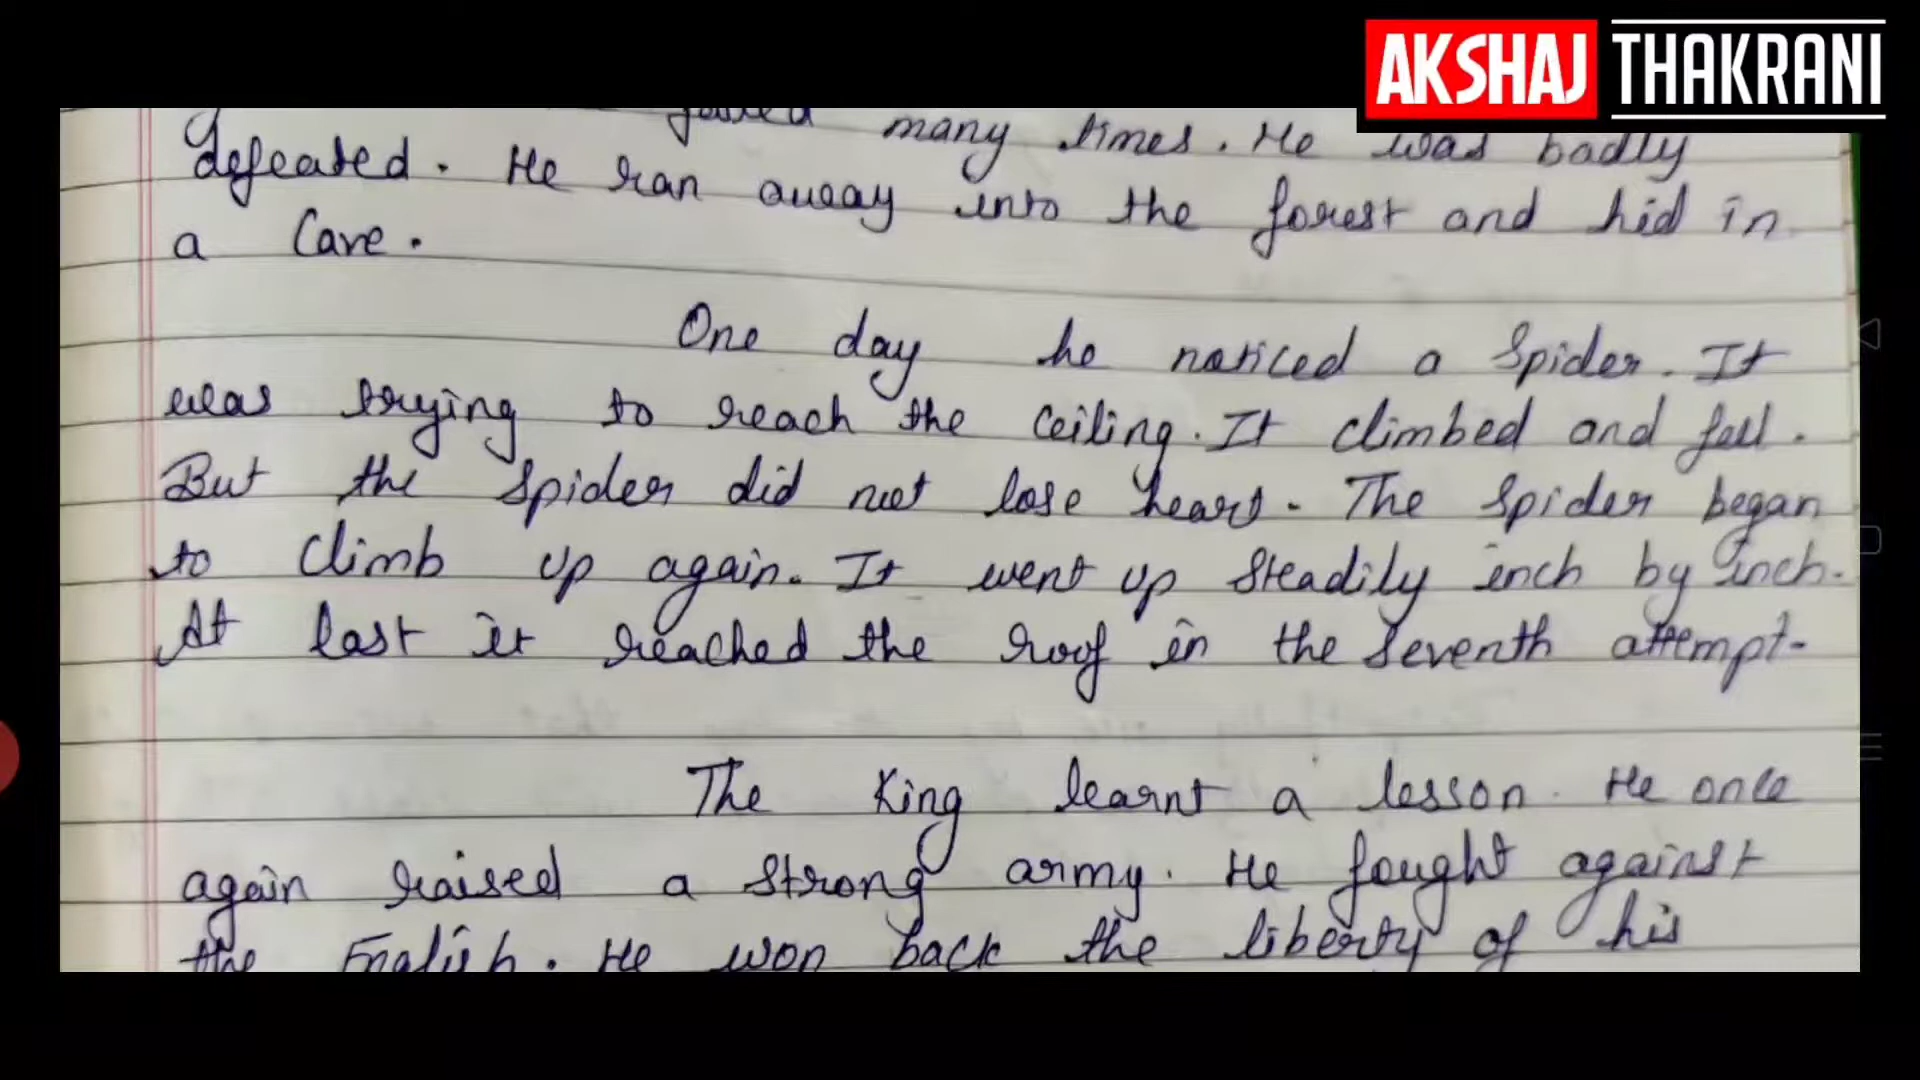 AKSHAJ THAKRANI
failed many times. He was badly
defeated. He ran away into the forest and hid in
a Cave.
One day he noticed a Spider. It
was trying to reach the Ceiling. It climbed and fell.
But the Spider did not lose heart. The Spider began
to Climb up again. It went up Steadily inch by inch.
At last it reached the roof in the Seventh attempt.
The King learnt a lesson. He once
again raised a Strong army. He fought against
the English. He won back the liberty of his